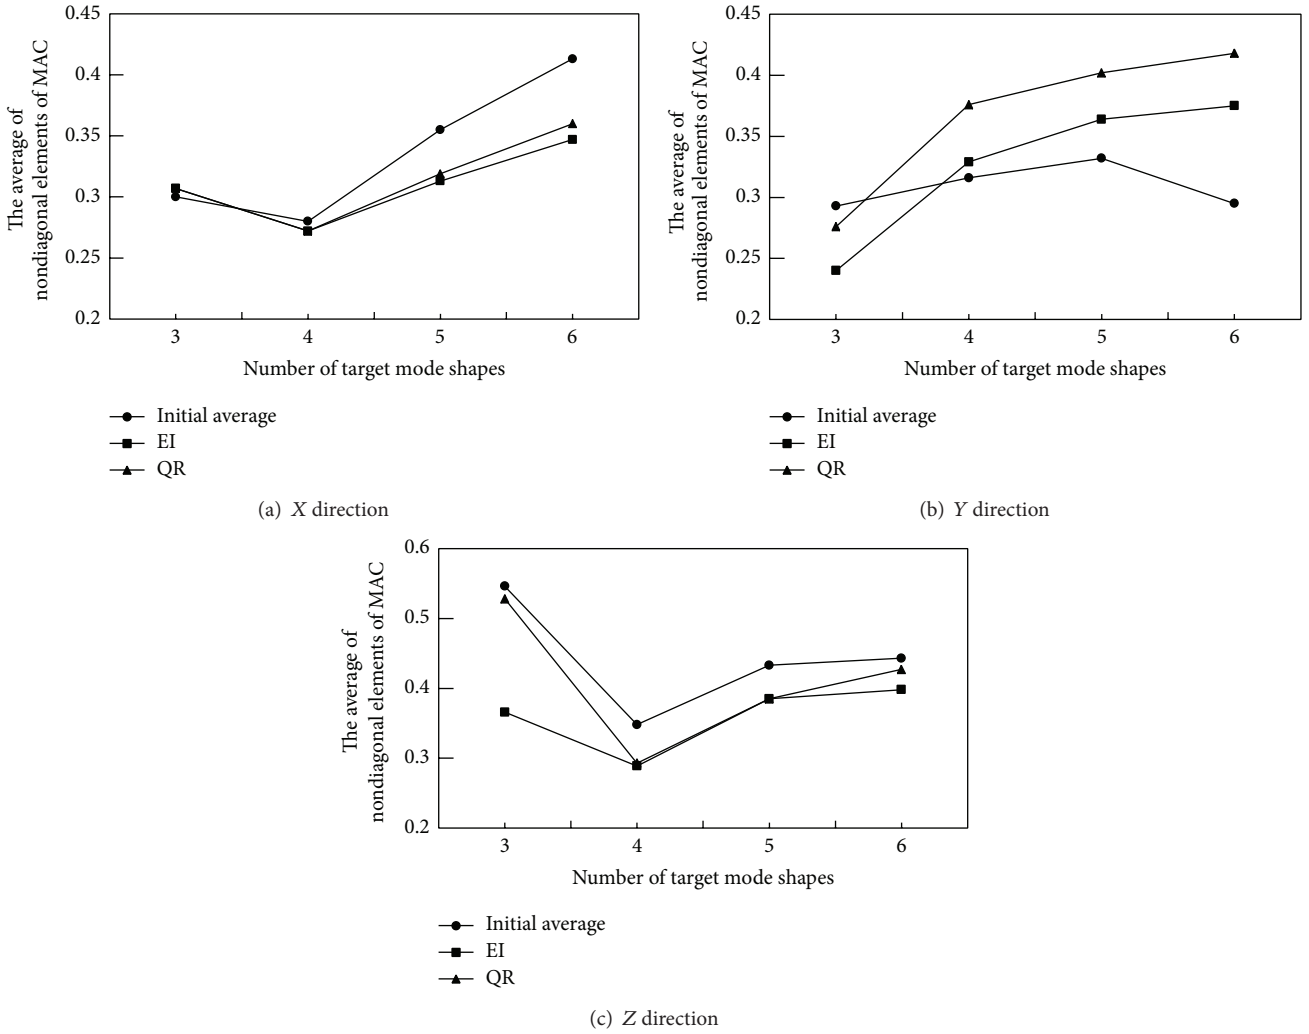 The average of
nondiagonal elements of MAC
0.45
0.4
0.35
0.3
0.25
0.2
3 4 5 6
Number of target mode shapes
Initial average
EI
QR
(a) X direction
The average of
nondiagonal elements of MAC
0.45
0.4
0.35
0.3
0.25
0.2
3 4 5 6
Number of target mode shapes
Initial average
EI
QR
(b) Y direction
The average of
nondiagonal elements of MAC
0.6
0.5
0.4
0.3
0.2
3 4 5 6
Number of target mode shapes
Initial average
EI
QR
(c) Z direction